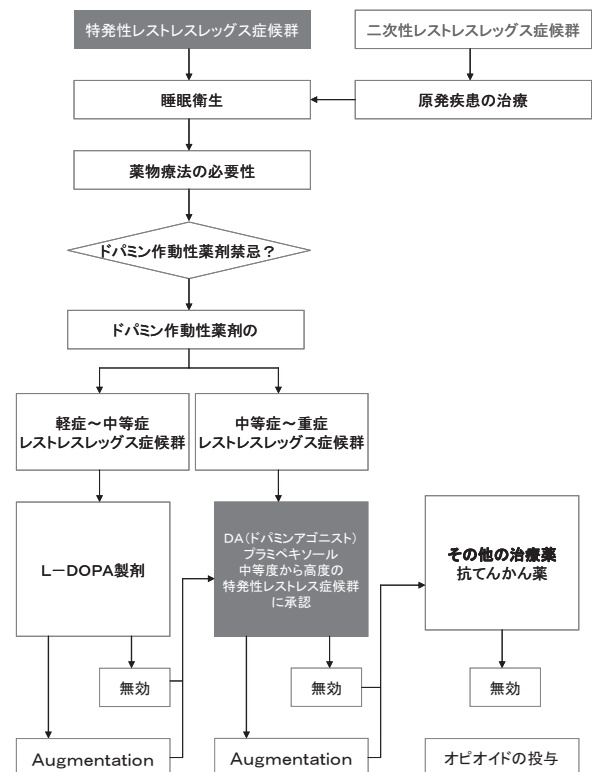 特発性レストレスレッグス症候群
二次性レストレスレッグス症候群
睡眠衛生
原発疾患の治療
薬物療法の必要性
ドパミン作動性薬剤禁忌？
ドパミン作動性薬剤の
軽症～中等症
レストレスレッグス症候群
中等症～重症
レストレスレッグス症候群
L－DOPA製剤
DA（ドパミンアゴニスト）
プラミペキソール
中等度から高度の
特発性レストレス症候群
に承認
その他の治療薬
抗てんかん薬
無効
無効
無効
Augmentation
Augmentation
オピオイドの投与